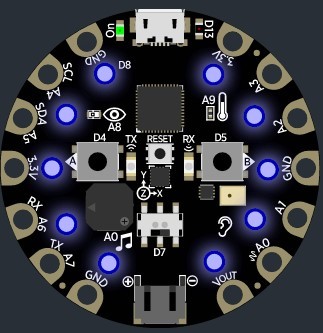 On
D13
GND
D8
3.3V
SCL
A4
A3
SDA
A5
A8
A9
A2
D4
TX
RESET
RX
D5
3.3V
A
B
GND
Y
Z
X
RX
A6
A1
TX
A7
A0
D7
A0
GND
VOUT